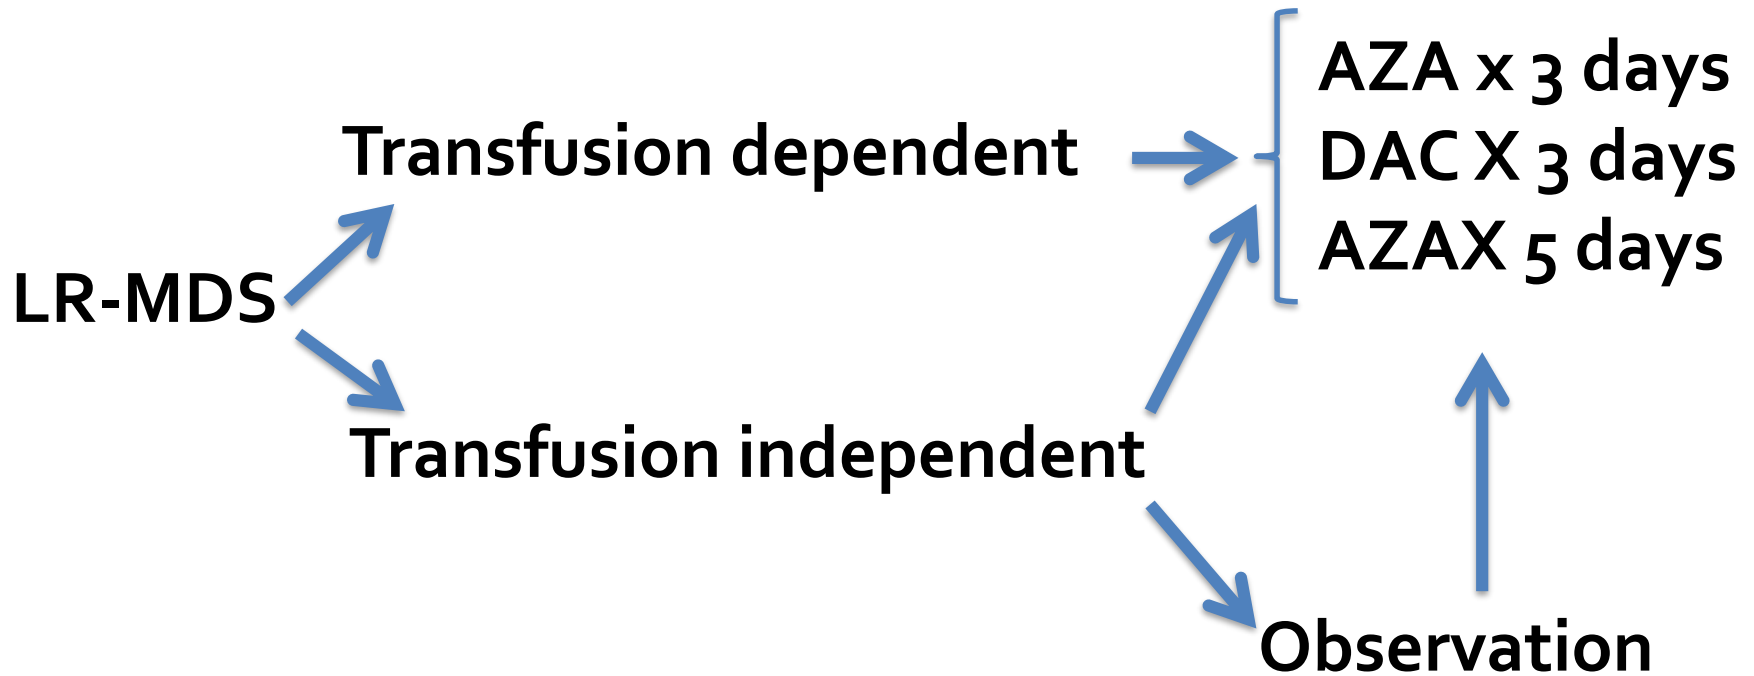 AZA x 3 days
Transfusion dependent
DAC X 3 days
AZAX 5 days
LR-MDS
Transfusion independent
Observation